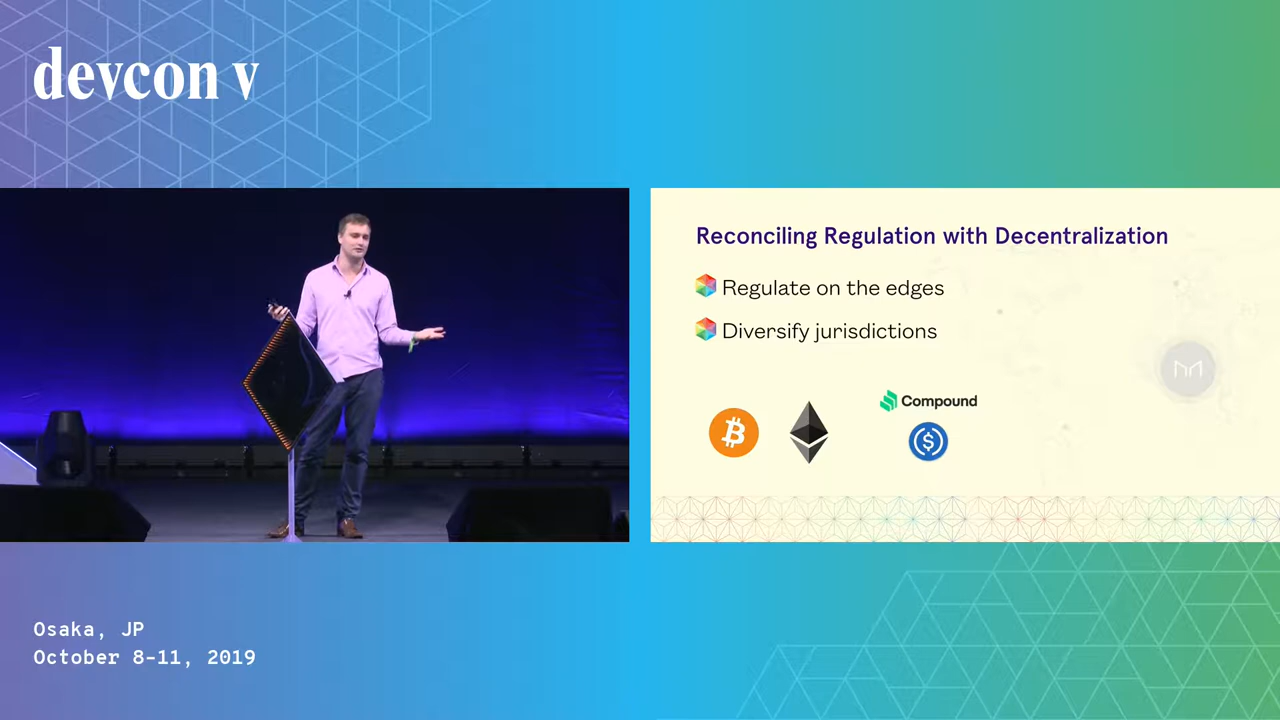 devcon v
Reconciling Regulation with Decentralization
Regulate on the edges
Diversify jurisdictions
Compound
Osaka, JP
October 8-11, 2019